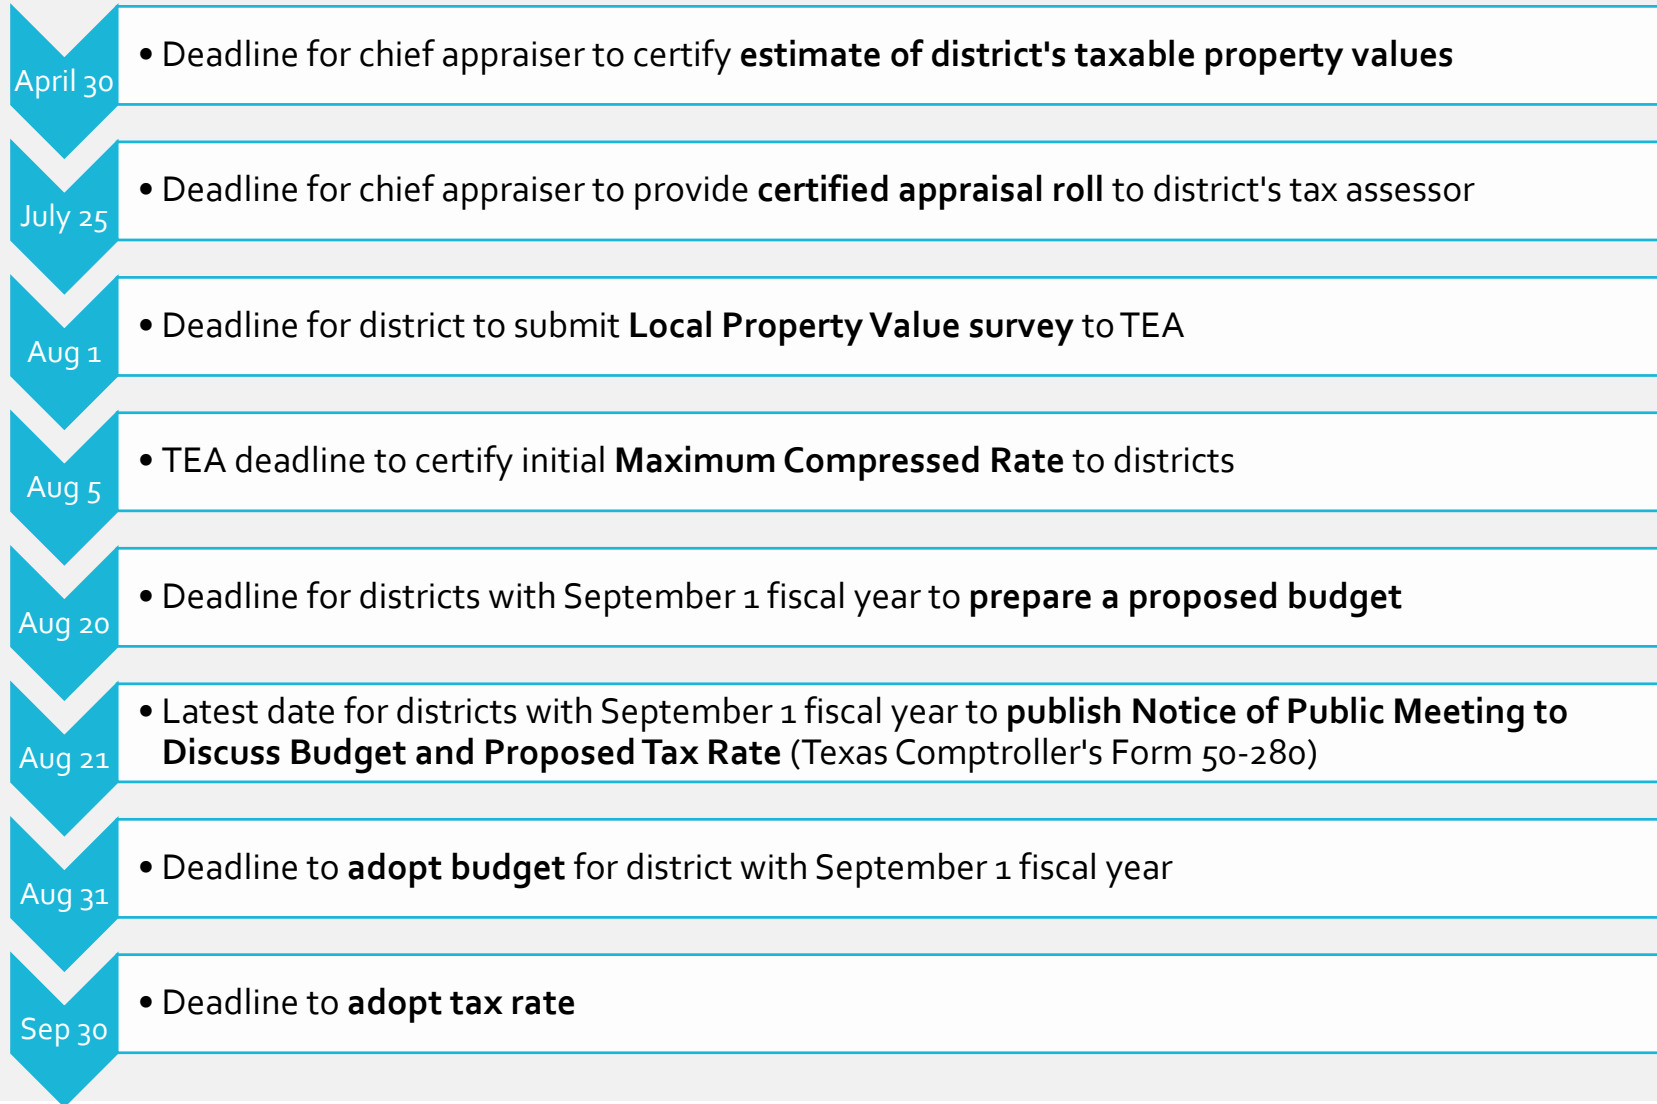 April 30
• Deadline for chief appraiser to certify estimate of district's taxable property values
July 25
• Deadline for chief appraiser to provide certified appraisal roll to district's tax assessor
Aug 1
• Deadline for district to submit Local Property Value survey to TEA
Aug 5
• TEA deadline to certify initial Maximum Compressed Rate to districts
Aug 20
• Deadline for districts with September 1 fiscal year to prepare a proposed budget
Aug 21
• Latest date for districts with September 1 fiscal year to publish Notice of Public Meeting to
Discuss Budget and Proposed Tax Rate (Texas Comptroller's Form 50-280)
Aug 31
• Deadline to adopt budget for district with September 1 fiscal year
Sep 30
• Deadline to adopt tax rate